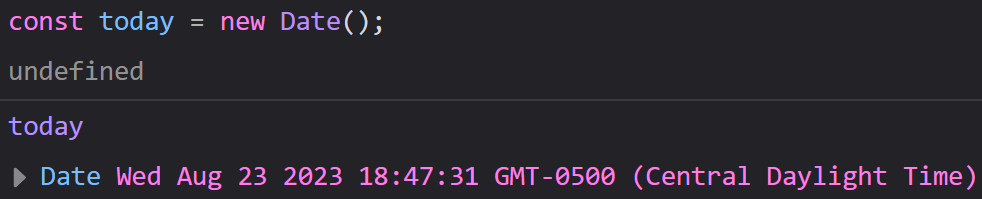 const today = new Date();
undefined
today
Date Wed Aug 23 2023 18:47:31 GMT-0500 (Central Daylight Time)